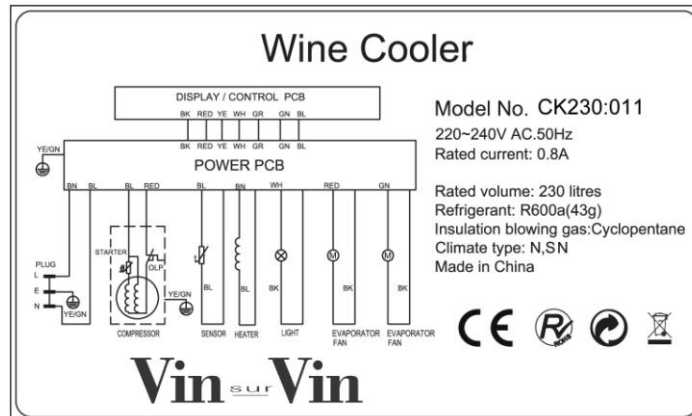 Wine Cooler
DISPLAY / CONTROL PCB
BK RED YE WH GR GN BL
BK RED YE WH GR GN BL
YE/GN
POWER PCB
BN BL BL RED BL BN WH RED GN
Model No. CK230:011
220~240V AC.50Hz
Rated current: 0.8A
Rated volume: 230 litres
Refrigerant: R600a(43g)
Insulation blowing gas:Cyclopentane
Climate type: N,SN
Made in China
PLUG
L
E
N
YE/GN
STARTER
OLP
YE/GN
BL BL BK BK BK
COMPRESSOR SENSOR HEATER LIGHT EVAPORATOR FAN EVAPORATOR FAN
CE
R
ROHS
Vin sur Vin